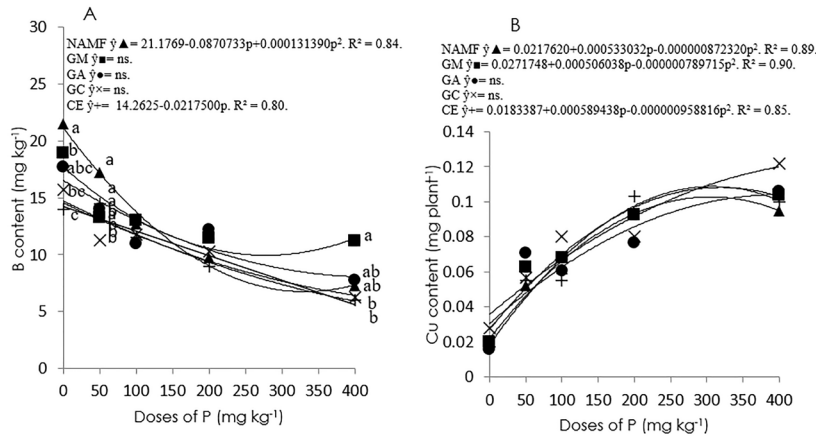 A
NAMF ŷ▲= 21.1769-0.0870733p+0.000131390p². R² = 0.84.
GM ŷ■= ns.
GA ŷ●= ns.
GC ŷ×= ns.
CE ŷ+= 14.2625-0.0217500p. R² = 0.80.
B content (mg kg⁻¹)
30
25
20
15
10
5
0
a
b
abc
bc
c
a
a
a
a
b
b
a
ab
ab
b
b
0 50 100 150 200 250 300 350 400
Doses of P (mg kg⁻¹)
B
NAMF ŷ▲= 0.0217620+0.000533032p-0.000000872320p². R² = 0.89.
GM ŷ■= 0.0271748+0.000506038p-0.000000789715p². R² = 0.90.
GA ŷ●= ns.
GC ŷ×= ns.
CE ŷ+= 0.0183387+0.000589438p-0.000000958816p². R² = 0.85.
Cu content (mg plant⁻¹)
0.14
0.12
0.1
0.08
0.06
0.04
0.02
0
0 50 100 150 200 250 300 350 400
Doses of P (mg kg⁻¹)